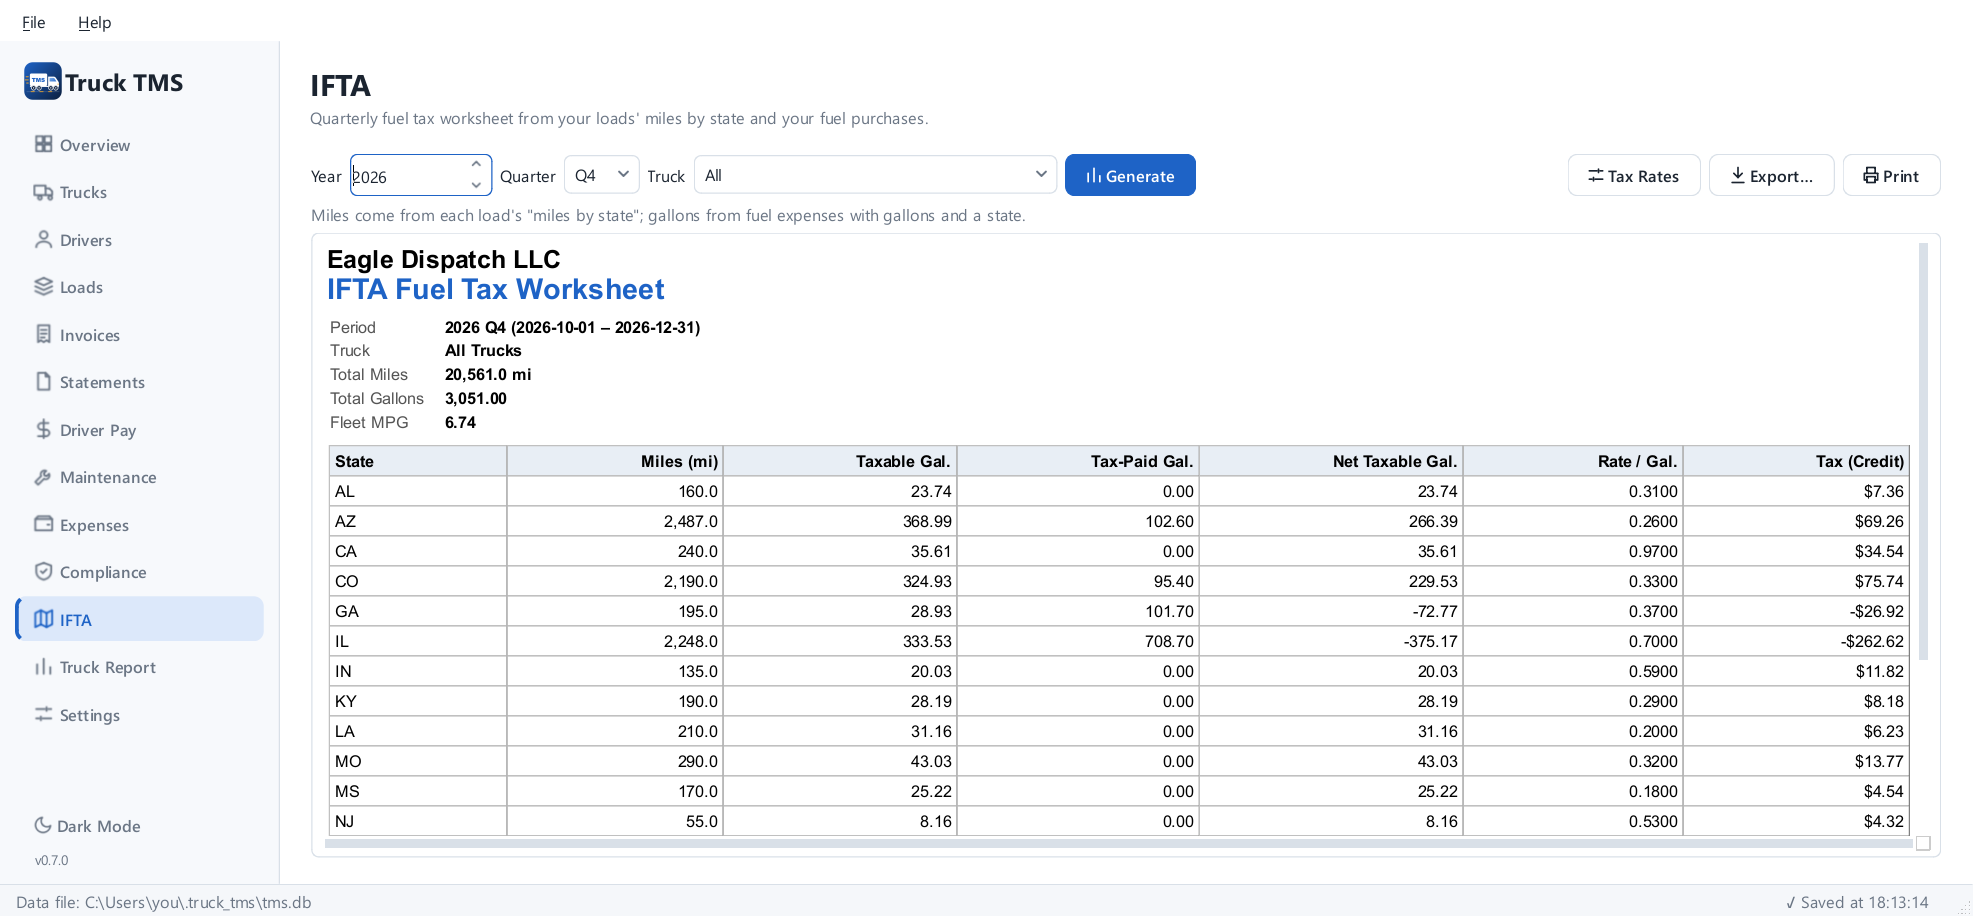 File Help
Truck TMS
Overview
Trucks
Drivers
Loads
Invoices
Statements
Driver Pay
Maintenance
Expenses
Compliance
IFTA
Truck Report
Settings
Dark Mode
v0.7.0
IFTA
Quarterly fuel tax worksheet from your loads' miles by state and your fuel purchases.
Year 2026 Quarter Q4 Truck All Generate Tax Rates Export... Print
Miles come from each load's "miles by state"; gallons from fuel expenses with gallons and a state.
Eagle Dispatch LLC
IFTA Fuel Tax Worksheet
Period 2026 Q4 (2026-10-01 – 2026-12-31)
Truck All Trucks
Total Miles 20,561.0 mi
Total Gallons 3,051.00
Fleet MPG 6.74
State Miles (mi) Taxable Gal. Tax-Paid Gal. Net Taxable Gal. Rate / Gal. Tax (Credit)
AL 160.0 23.74 0.00 23.74 0.3100 $7.36
AZ 2,487.0 368.99 102.60 266.39 0.2600 $69.26
CA 240.0 35.61 0.00 35.61 0.9700 $34.54
CO 2,190.0 324.93 95.40 229.53 0.3300 $75.74
GA 195.0 28.93 101.70 -72.77 0.3700 -$26.92
IL 2,248.0 333.53 708.70 -375.17 0.7000 -$262.62
IN 135.0 20.03 0.00 20.03 0.5900 $11.82
KY 190.0 28.19 0.00 28.19 0.2900 $8.18
LA 210.0 31.16 0.00 31.16 0.2000 $6.23
MO 290.0 43.03 0.00 43.03 0.3200 $13.77
MS 170.0 25.22 0.00 25.22 0.1800 $4.54
NJ 55.0 8.16 0.00 8.16 0.5300 $4.32
Data file: C:\Users\you\.truck_tms\tms.db
✓ Saved at 18:13:14